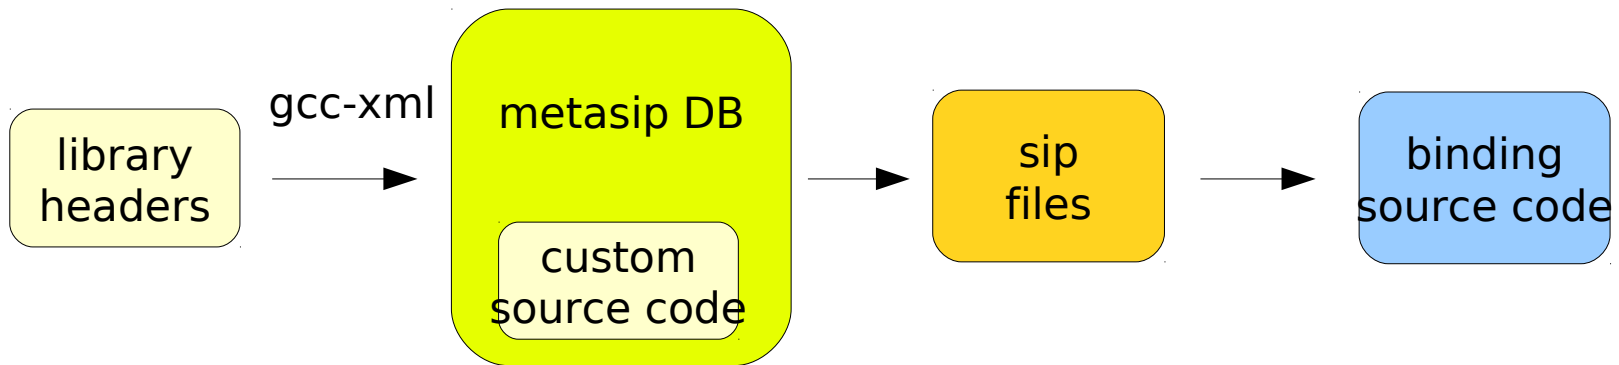 library
headers
gcc-xml
metasip DB
custom
source code
sip
files
binding
source code